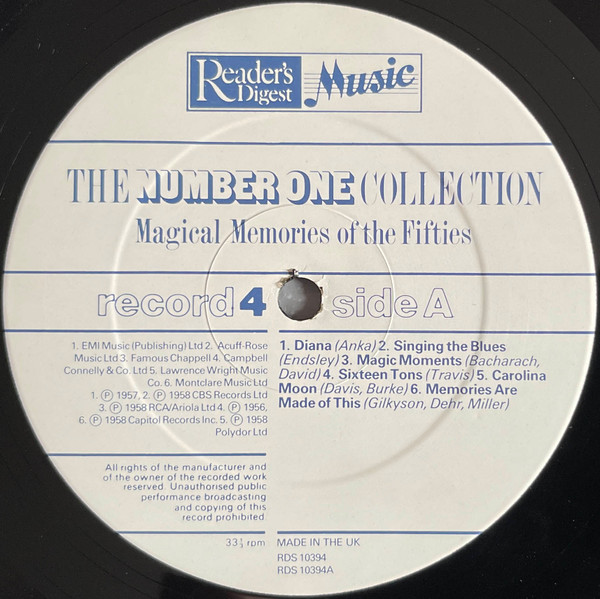 Reader's
Digest
Music
THE NUMBER ONE COLLECTION
Magical Memories of the Fifties
record 4 side A
1. EMI Music (Publishing) Ltd 2. Acuff-Rose
Music Ltd 3. Famous Chappell 4. Campbell
Connelly & Co. Ltd 5. Lawrence Wright Music
Co. 6. Montclare Music Ltd
1. Ⓟ 1957, 2. Ⓟ 1958 CBS Records Ltd
3. Ⓟ 1958 RCA/Ariola Ltd 4. Ⓟ 1956,
6. Ⓟ 1958 Capitol Records Inc. 5. Ⓟ 1958
Polydor Ltd
1. Diana (Anka) 2. Singing the Blues
(Endsley) 3. Magic Moments (Bacharach,
David) 4. Sixteen Tons (Travis) 5. Carolina
Moon (Davis, Burke) 6. Memories Are
Made of This (Gilkyson, Dehr, Miller)
All rights of the manufacturer and
of the owner of the recorded work
reserved. Unauthorised public
performance broadcasting
and copying of this
record prohibited.
33⅓ rpm
MADE IN THE UK
RDS 10394
RDS 10394A